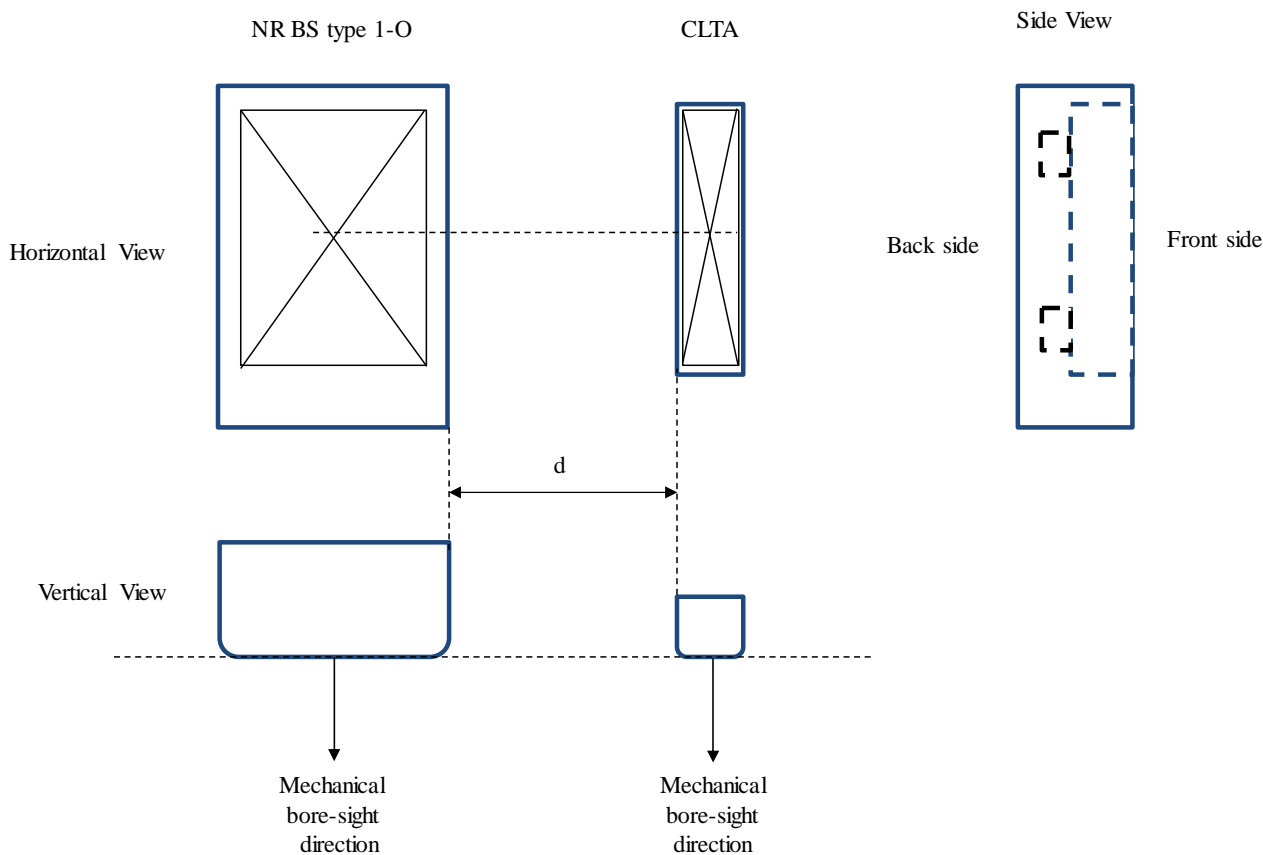 NR BS type 1-O
CLTA
Side View
Horizontal View
Back side
Front side
d
Vertical View
Mechanical
bore-sight
direction
Mechanical
bore-sight
direction